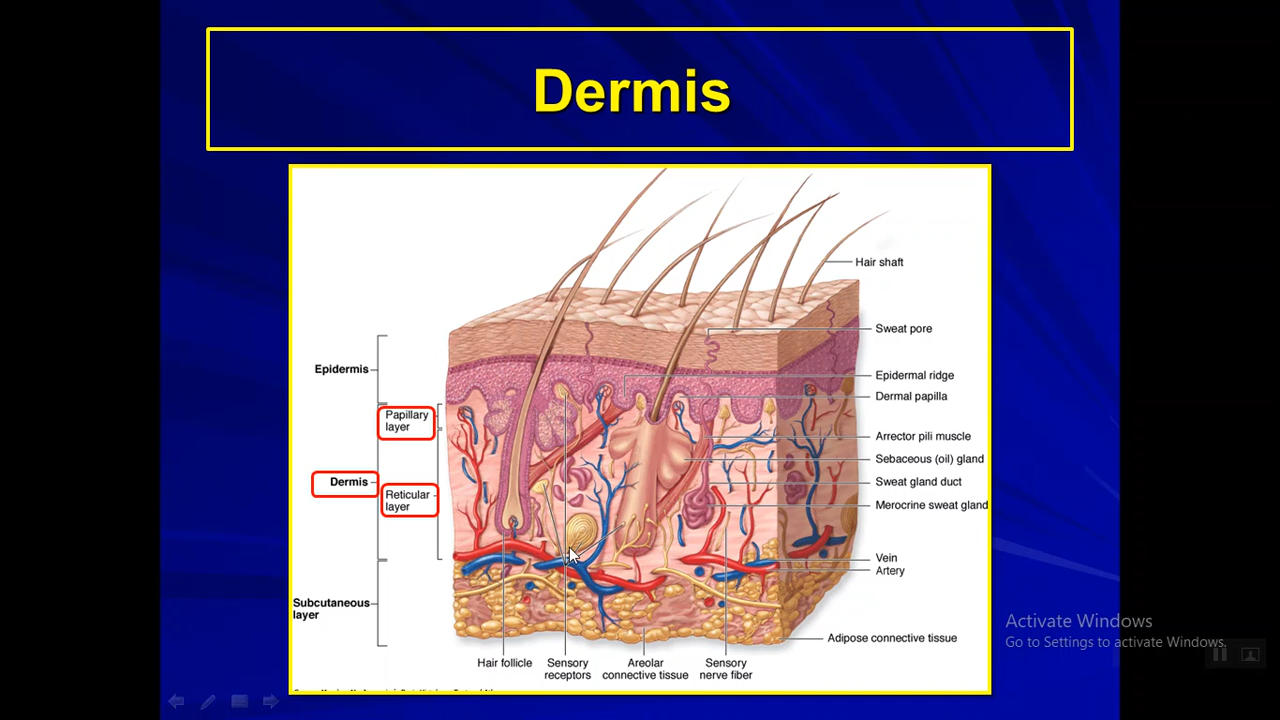 Dermis
Hair shaft
Sweat pore
Epidermis
Epidermal ridge
Dermal papilla
Papillary
layer
Arrector pili muscle
Sebaceous (oil) gland
Dermis
Sweat gland duct
Reticular
layer
Merocrine sweat gland
Vein
Artery
Subcutaneous
layer
Adipose connective tissue
Hair follicle
Sensory
receptors
Areolar
connective tissue
Sensory
nerve fiber
Activate Windows
Go to Settings to activate Windows.